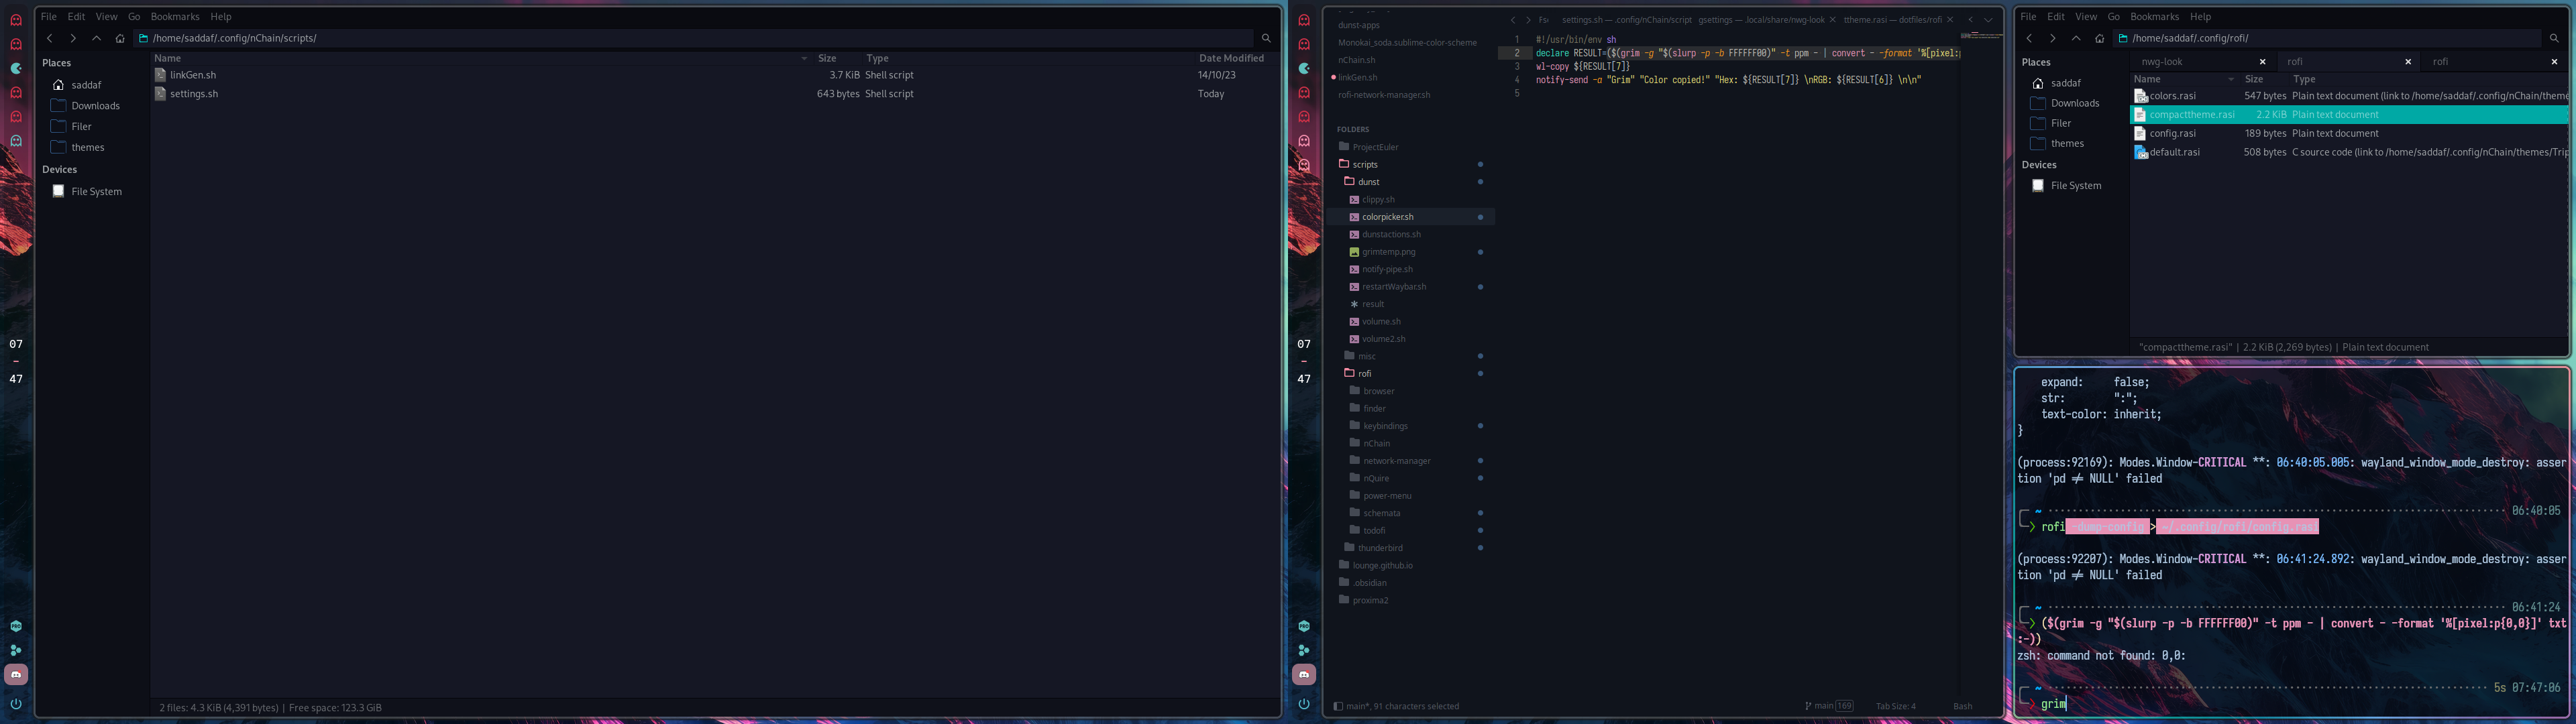 File Edit View Go Bookmarks Help
/home/saddaf/.config/nChain/scripts/
Places
saddaf
Downloads
Filer
themes
Devices
File System
Name Size Type Date Modified
linkGen.sh 3.7 KiB Shell script 14/10/23
settings.sh 643 bytes Shell script Today
2 files: 4.3 KiB (4,391 bytes) | Free space: 123.3 GiB
07
–
47
PRO
07
–
47
PRO
dunst-apps
Monokai_soda.sublime-color-scheme
nChain.sh
linkGen.sh
rofi-network-manager.sh
FOLDERS
ProjectEuler
scripts
dunst
clippy.sh
colorpicker.sh
dunstactions.sh
grimtemp.png
notify-pipe.sh
restartWaybar.sh
result
volume.sh
volume2.sh
misc
rofi
browser
finder
keybindings
nChain
network-manager
nQuire
power-menu
schemata
todofi
thunderbird
lounge.github.io
.obsidian
proxima2
settings.sh — .config/nChain/script gsettings — .local/share/nwg-look ttheme.rasi — dotfiles/rofi
1 #!/usr/bin/env sh
2 declare RESULT=($(grim -g "$(slurp -p -b FFFFFF00)" -t ppm - | convert - -format '%[pixel:
3 wl-copy ${RESULT[7]}
4 notify-send -a "Grim" "Color copied!" "Hex: ${RESULT[7]} \nRGB: ${RESULT[6]} \n\n"
5
main*, 91 characters selected main 169 Tab Size: 4 Bash
File Edit View Go Bookmarks Help
/home/saddaf/.config/rofi/
Places
saddaf
Downloads
Filer
themes
Devices
File System
nwg-look rofi rofi
Name Size Type
colors.rasi 547 bytes Plain text document (link to /home/saddaf/.config/nChain/theme
compacttheme.rasi 2.2 KiB Plain text document
config.rasi 189 bytes Plain text document
default.rasi 508 bytes C source code (link to /home/saddaf/.config/nChain/themes/Trip
"compacttheme.rasi" | 2.2 KiB (2,269 bytes) | Plain text document
expand: false;
str: ":";
text-color: inherit;
}
(process:92169): Modes.Window-CRITICAL **: 06:40:05.005: wayland_window_mode_destroy: asser
tion 'pd ≠ NULL' failed
~ 06:40:05
❯ rofi -dump-config > ~/.config/rofi/config.rasi
(process:92207): Modes.Window-CRITICAL **: 06:41:24.892: wayland_window_mode_destroy: asser
tion 'pd ≠ NULL' failed
~ 06:41:24
❯ ($(grim -g "$(slurp -p -b FFFFFF00)" -t ppm - | convert - -format '%[pixel:p{0,0}]' txt
:-))
zsh: command not found: 0,0:
~ 5s 07:47:06
❯ grim